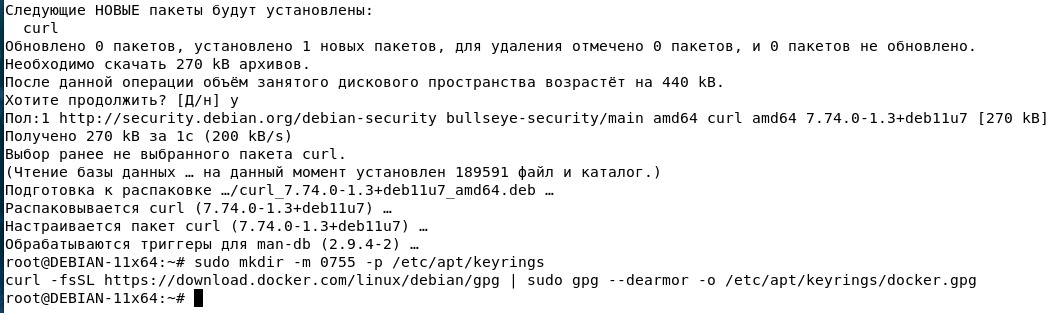 Следующие НОВЫЕ пакеты будут установлены:
  curl
Обновлено 0 пакетов, установлено 1 новых пакетов, для удаления отмечено 0 пакетов, и 0 пакетов не обновлено.
Необходимо скачать 270 kB архивов.
После данной операции объём занятого дискового пространства возрастёт на 440 kB.
Хотите продолжить? [Д/н] y
Пол:1 http://security.debian.org/debian-security bullseye-security/main amd64 curl amd64 7.74.0-1.3+deb11u7 [270 kB]
Получено 270 kB за 1с (200 kB/s)
Выбор ранее не выбранного пакета curl.
(Чтение базы данных … на данный момент установлен 189591 файл и каталог.)
Подготовка к распаковке …/curl_7.74.0-1.3+deb11u7_amd64.deb …
Распаковывается curl (7.74.0-1.3+deb11u7) …
Настраивается пакет curl (7.74.0-1.3+deb11u7) …
Обрабатываются триггеры для man-db (2.9.4-2) …
root@DEBIAN-11x64:~# sudo mkdir -m 0755 -p /etc/apt/keyrings
curl -fsSL https://download.docker.com/linux/debian/gpg | sudo gpg --dearmor -o /etc/apt/keyrings/docker.gpg
root@DEBIAN-11x64:~#